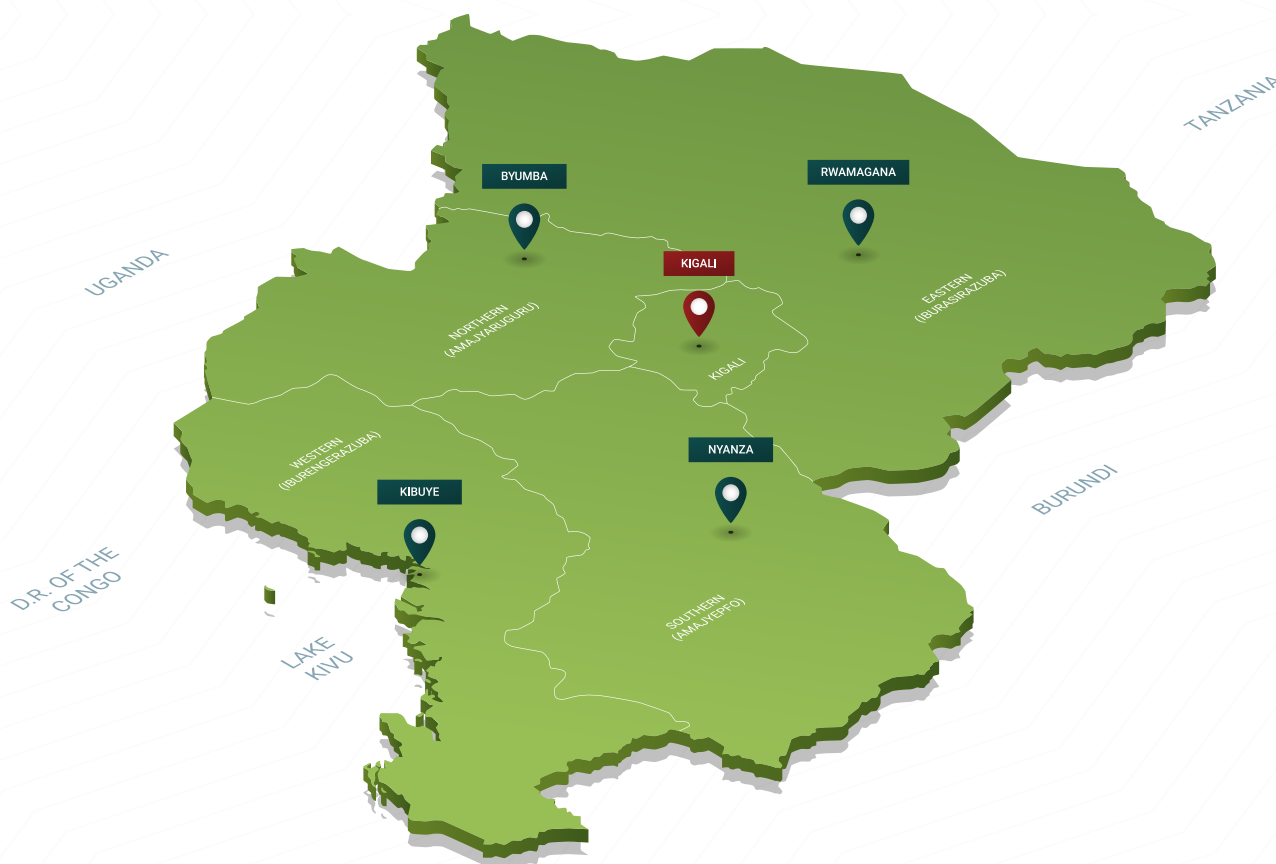 TANZANIA
RWAMAGANA
BYUMBA
UGANDA
KIGALI
EASTERN
(IBURASIRAZUBA)
NORTHERN
(AMAJYARUGURU)
KIGALI
NYANZA
WESTERN
(IBURENGERAZUBA)
BURUNDI
KIBUYE
D.R. OF THE
CONGO
SOUTHERN
(AMAJYEPFO)
LAKE
KIVU